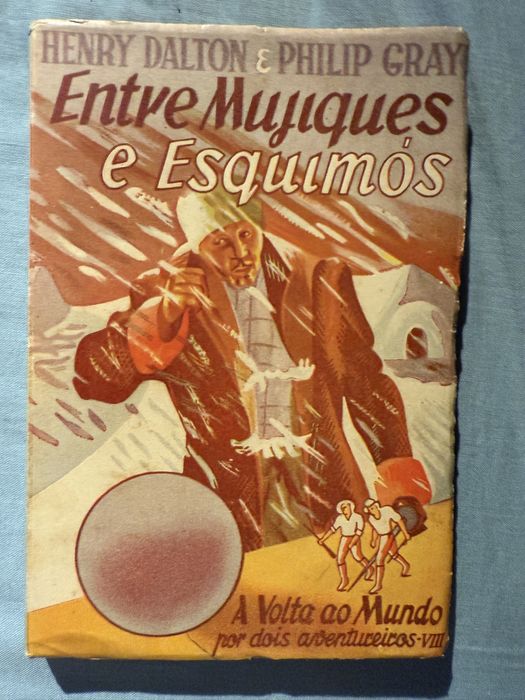 HENRY DALTON & PHILIP GRAY
Entre Mujiques
e Esquimós
A Volta ao Mundo
por dois aventureiros-VIII